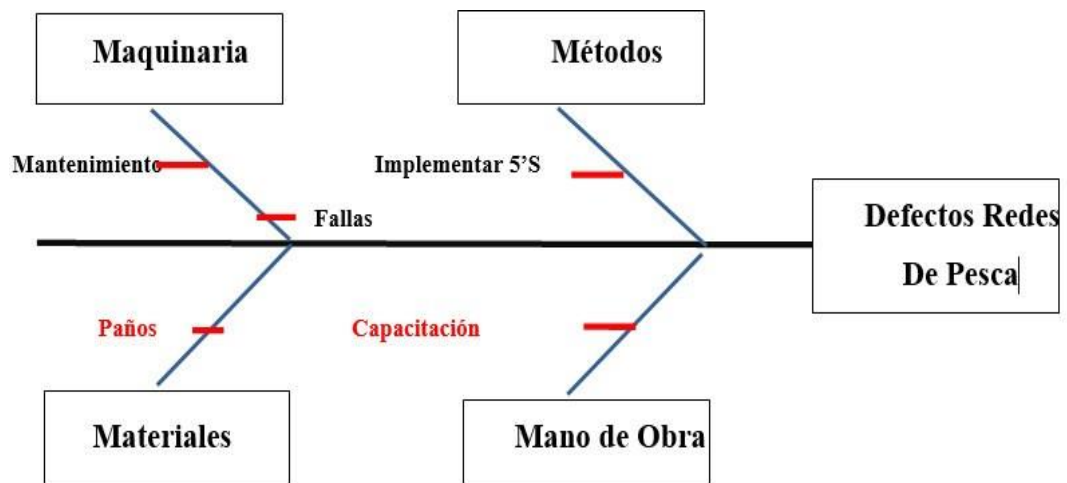 Maquinaria
Métodos
Mantenimiento
Implementar 5'S
Fallas
Defectos Redes
De Pesca
Paños
Capacitación
Materiales
Mano de Obra